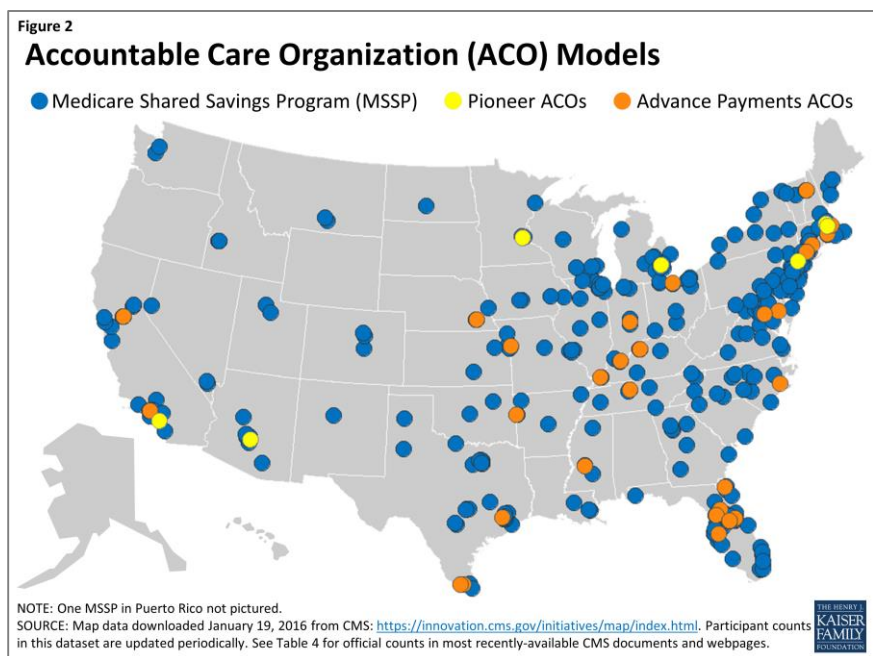 Figure 2
Accountable Care Organization (ACO) Models
Medicare Shared Savings Program (MSSP) Pioneer ACOs Advance Payments ACOs
NOTE: One MSSP in Puerto Rico not pictured.
SOURCE: Map data downloaded January 19, 2016 from CMS: https://innovation.cms.gov/initiatives/map/index.html. Participant counts
in this dataset are updated periodically. See Table 4 for official counts in most recently-available CMS documents and webpages.
THE HENRY J.
KAISER
FAMILY
FOUNDATION